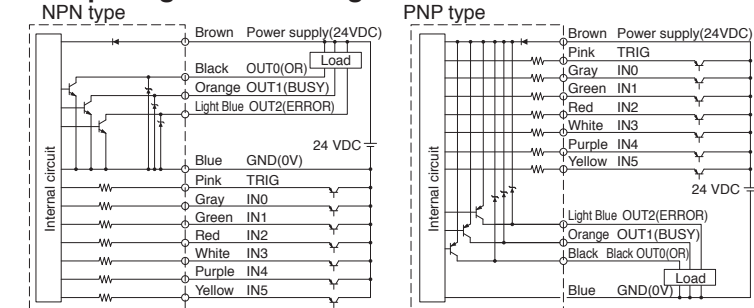 NPN type
Brown Power supply(24VDC)
Load
Black OUT0(OR)
Orange OUT1(BUSY)
Light Blue OUT2(ERROR)
24 VDC
Blue GND(0V)
Pink TRIG
Gray IN0
Green IN1
Red IN2
White IN3
Purple IN4
Yellow IN5
Internal circuit
PNP type
Brown Power supply(24VDC)
Pink TRIG
Gray IN0
Green IN1
Red IN2
White IN3
Purple IN4
Yellow IN5
24 VDC
Internal circuit
Light Blue OUT2(ERROR)
Orange OUT1(BUSY)
Black Black OUT0(OR)
Load
Blue GND(0V)